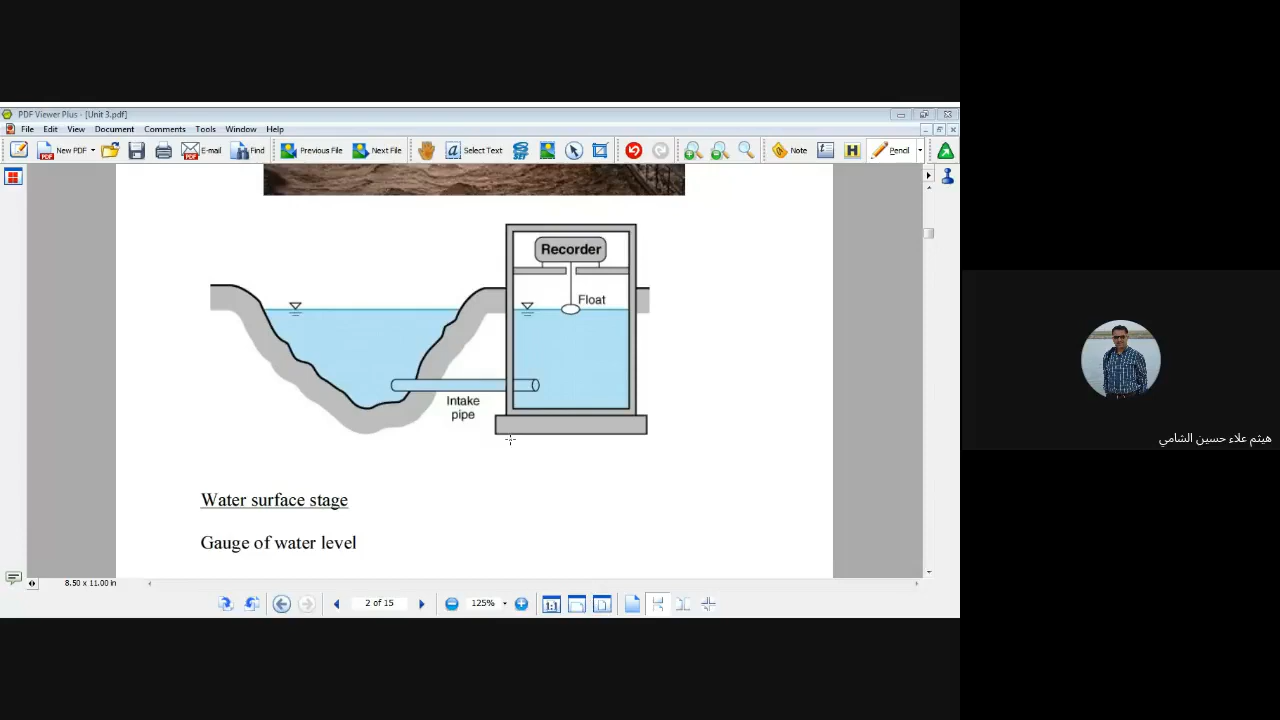 PDF Viewer Plus - [Unit 3.pdf]
File Edit View Document Comments Tools Window Help
New PDF E-mail Find Previous File Next File Select Text Note Pencil
Recorder
Float
Intake
pipe
Water surface stage
Gauge of water level
8.50 x 11.00 in
2 of 15 125%
هيثم علاء حسين الشامي